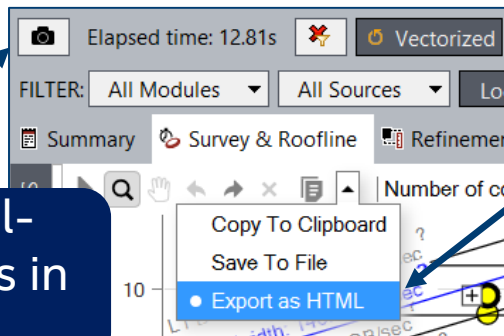 Elapsed time: 12.81s Vectorized
FILTER: All Modules All Sources
Summary Survey & Roofline
Number of
Copy To Clipboard
Save To File
Export as HTML
10
s in